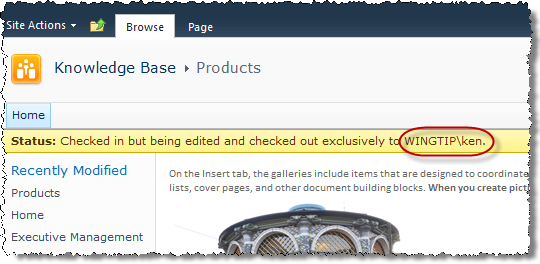 Site Actions Browse Page
Knowledge Base Products
Home
Status: Checked in but being edited and checked out exclusively to WINGTIP\ken.
Recently Modified
Products
Home
Executive Management
On the Insert tab, the galleries include items that are designed to coordinate
lists, cover pages, and other document building blocks. When you create pict